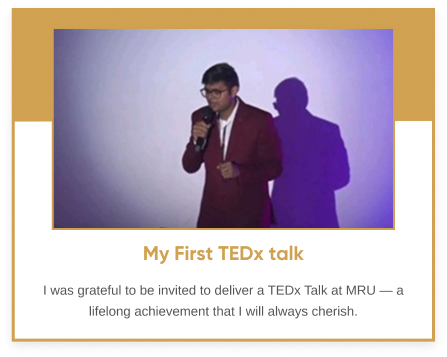 My First TEDx talk
I was grateful to be invited to deliver a TEDx Talk at MRU — a
lifelong achievement that I will always cherish.